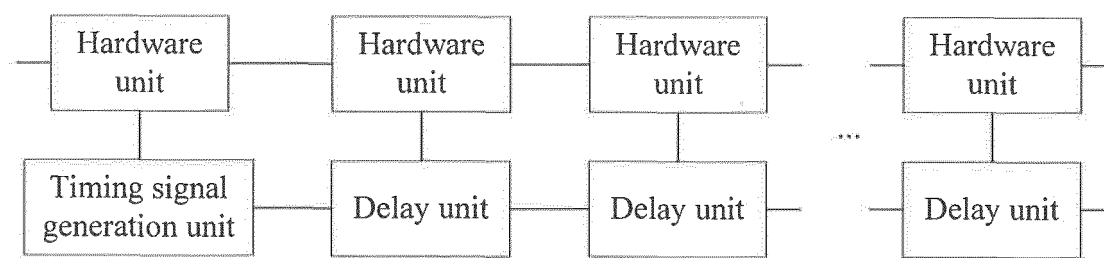 Hardware
unit
Hardware
unit
Hardware
unit
Hardware
unit
...
Timing signal
generation unit
Delay unit
Delay unit
Delay unit